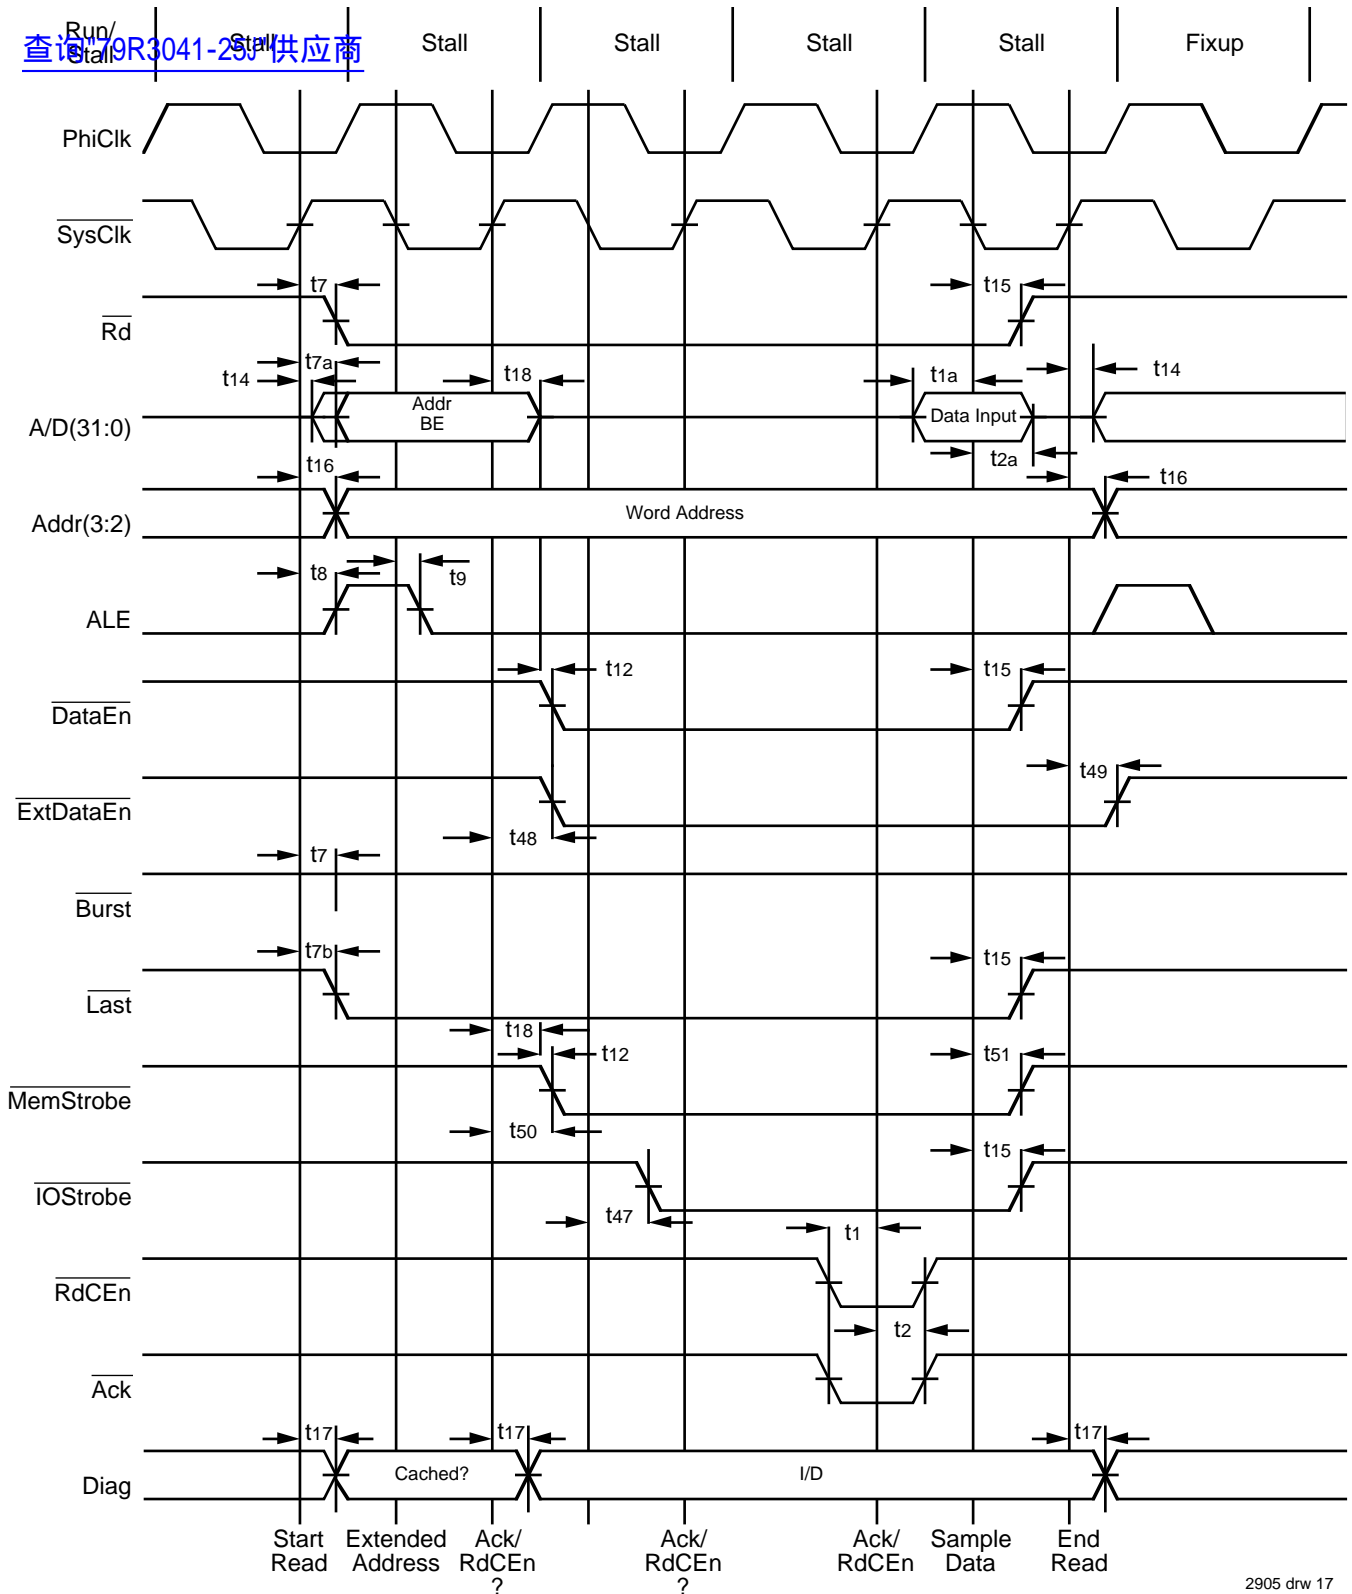 Run/
Stall
Stall
Stall
Stall
Stall
Stall
Fixup
查询"79R3041-25J"供应商
PhiClk
SysClk
Rd
t7
t15
A/D(31:0)
t14
t7a
t18
t1a
t14
Addr
BE
Data Input
t2a
Addr(3:2)
t16
Word Address
t16
ALE
t8
t9
DataEn
t12
t15
ExtDataEn
t48
t49
Burst
t7
Last
t7b
t15
MemStrobe
t18
t12
t51
t50
IOStrobe
t47
t15
RdCEn
t1
t2
Ack
Diag
t17
t17
t17
Cached?
I/D
Start
Read
Extended
Address
Ack/
RdCEn
?
Ack/
RdCEn
?
Ack/
RdCEn
Sample
Data
End
Read
2905 drw 17